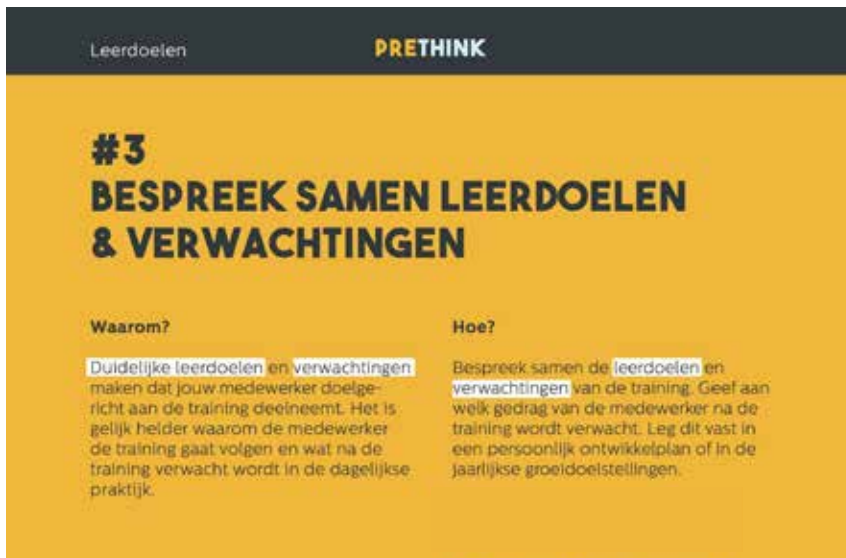 Leerdoelen
PRETHINK
#3
BESPREEK SAMEN LEERDOELEN
& VERWACHTINGEN
Waarom?
Duidelijke leerdoelen en verwachtingen
maken dat jouw medewerker doelge-
richt aan de training deelneemt. Het is
gelijk helder waarom de medewerker
de training gaat volgen en wat na de
training verwacht wordt in de dagelijkse
praktijk.
Hoe?
Bespreek samen de leerdoelen en
verwachtingen van de training. Geef aan
welk gedrag van de medewerker na de
training wordt verwacht. Leg dit vast in
een persoonlijk ontwikkelplan of in de
jaarlijkse groeidoelstellingen.